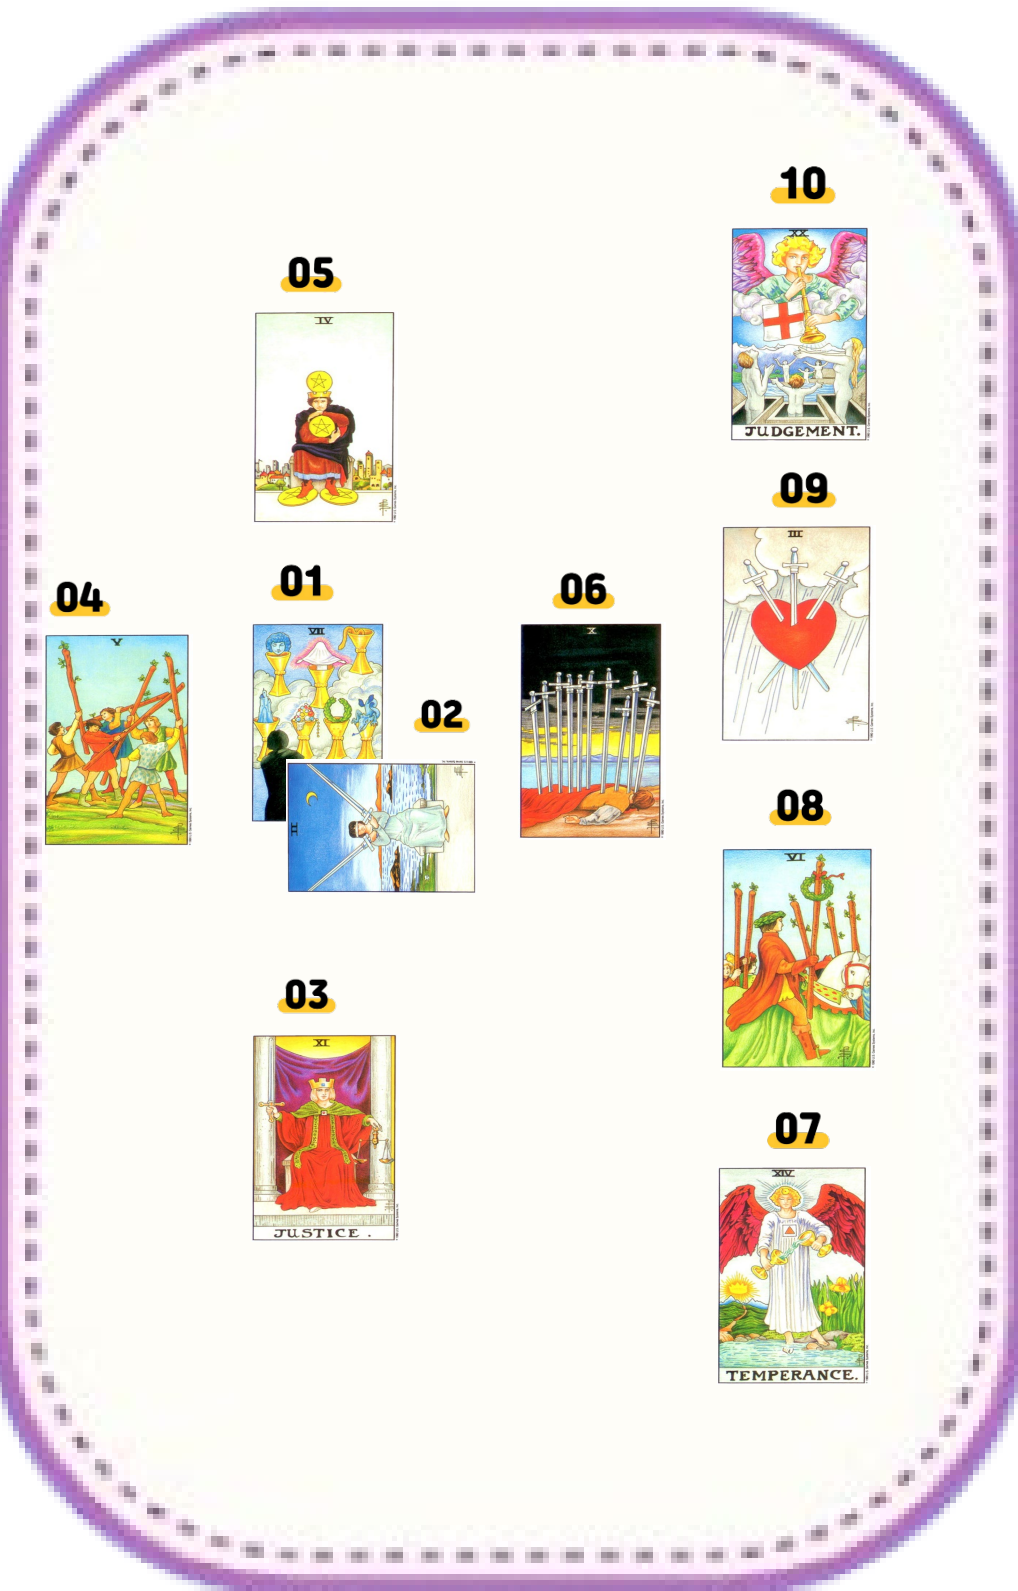 10
XX
JUDGEMENT.
05
IV
09
III
04
V
01
VII
06
X
02
II
08
VI
03
XI
JUSTICE .
07
XIV
TEMPERANCE.